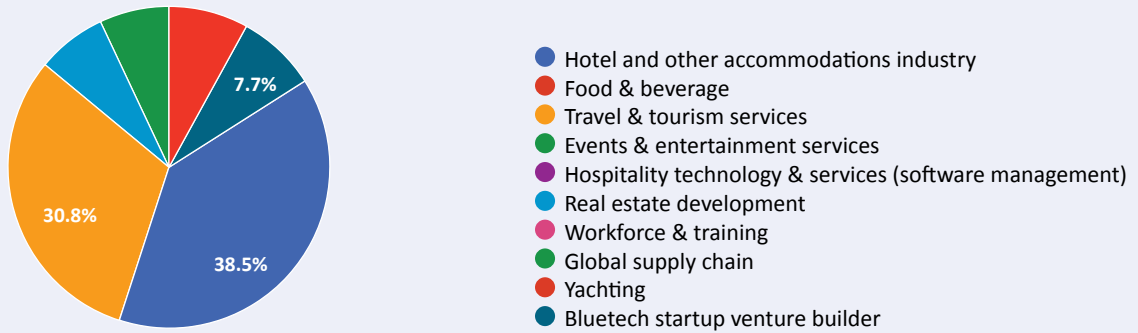 7.7%
30.8%
38.5%
Hotel and other accommodations industry
Food & beverage
Travel & tourism services
Events & entertainment services
Hospitality technology & services (software management)
Real estate development
Workforce & training
Global supply chain
Yachting
Bluetech startup venture builder